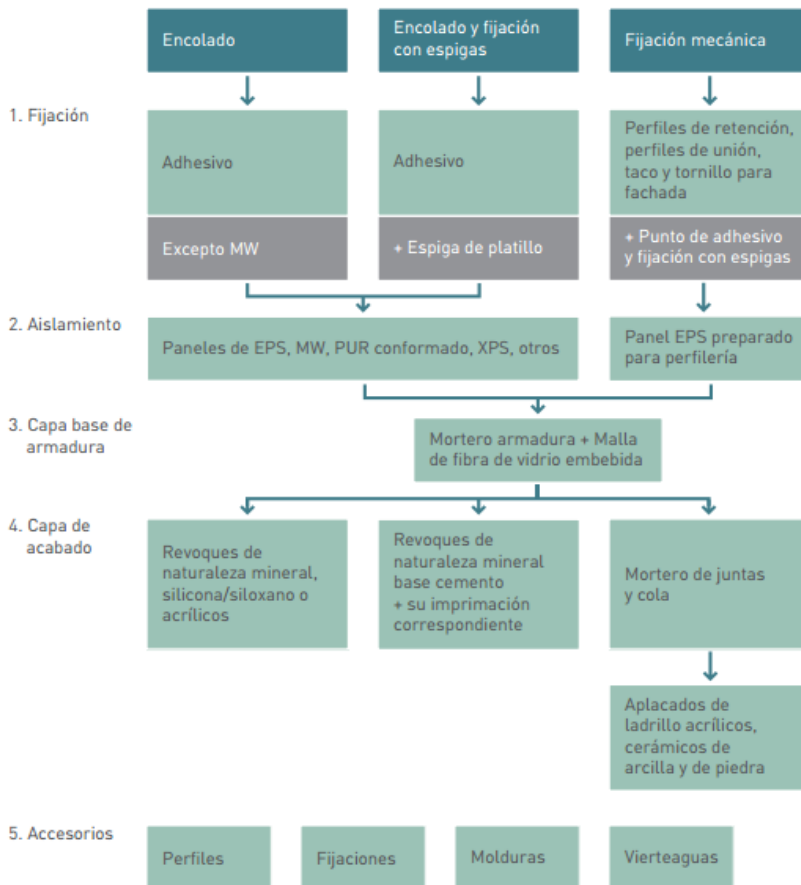 Encolado
Encolado y fijación
con espigas
Fijación mecánica
1. Fijación
Adhesivo
Adhesivo
Perfiles de retención,
perfiles de unión,
taco y tornillo para
fachada
Excepto MW
+ Espiga de platillo
+ Punto de adhesivo
y fijación con espigas
2. Aislamiento
Paneles de EPS, MW, PUR conformado, XPS, otros
Panel EPS preparado
para perfilería
3. Capa base de
armadura
Mortero armadura + Malla
de fibra de vidrio embebida
4. Capa de
acabado
Revoques de
naturaleza mineral,
silicona/siloxano o
acrílicos
Revoques de
naturaleza mineral
base cemento
+ su imprimación
correspondiente
Mortero de juntas
y cola
Aplacados de
ladrillo acrílicos,
cerámicos de
arcilla y de piedra
5. Accesorios
Perfiles
Fijaciones
Molduras
Vierteaguas